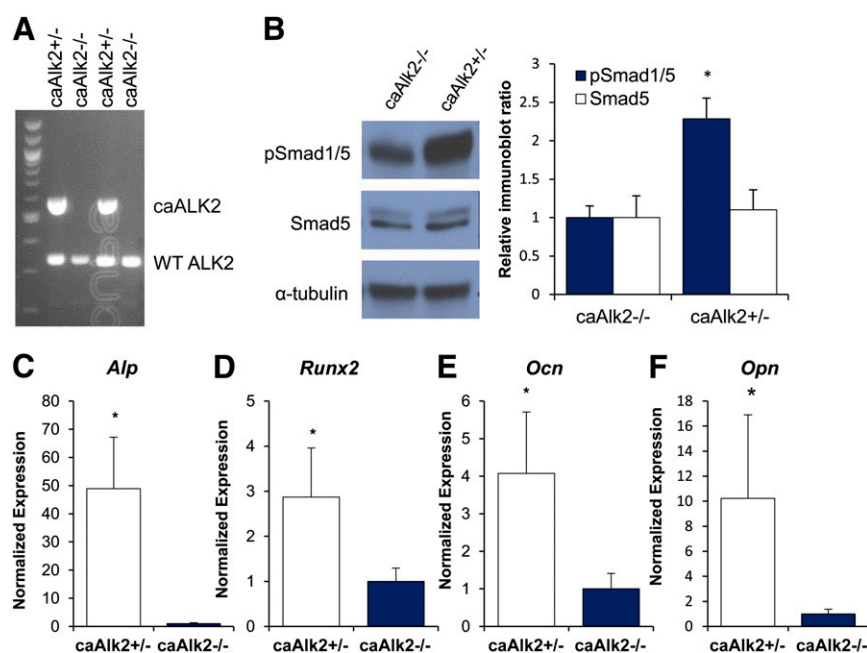 A
caAlk2+/-
caAlk2-/-
caAlk2+/-
caAlk2-/-
caALK2
WT ALK2
B
caAlk2-/-
caAlk2+/-
pSmad1/5
Smad5
α-tubulin
Relative immunoblot ratio
3
2.5
2
1.5
1
0.5
0
pSmad1/5
Smad5
*
caAlk2-/-
caAlk2+/-
C
Alp
Normalized Expression
80
70
60
50
40
30
20
10
0
*
caAlk2+/-
caAlk2-/-
D
Runx2
Normalized Expression
5
4
3
2
1
0
*
caAlk2+/-
caAlk2-/-
E
Ocn
Normalized Expression
6
5
4
3
2
1
0
*
caAlk2+/-
caAlk2-/-
F
Opn
Normalized Expression
18
16
14
12
10
8
6
4
2
0
*
caAlk2+/-
caAlk2-/-